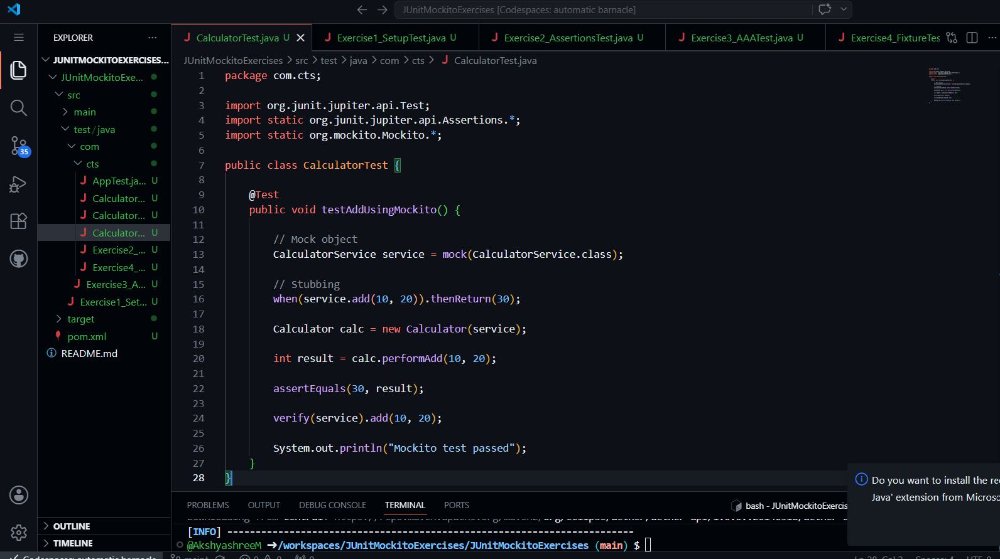 JUnitMockitoExercises [Codespaces: automatic barnacle]
EXPLORER
JUNITMOCKITOEXERCISES...
JUnitMockitoExe...
src
main
test/java
com
cts
AppTest.ja... U
Calculator... U
Calculator... U
Calculator... U
Exercise2_... U
Exercise4_... U
Exercise3_A... U
Exercise1_Set... U
target
pom.xml U
README.md
OUTLINE
TIMELINE
35
CalculatorTest.java U
Exercise1_SetupTest.java U
Exercise2_AssertionsTest.java U
Exercise3_AAATest.java U
Exercise4_FixtureTes
JUnitMockitoExercises > src > test > java > com > cts > CalculatorTest.java
1 package com.cts;
2
3 import org.junit.jupiter.api.Test;
4 import static org.junit.jupiter.api.Assertions.*;
5 import static org.mockito.Mockito.*;
6
7 public class CalculatorTest {
8
9 @Test
10 public void testAddUsingMockito() {
11
12 // Mock object
13 CalculatorService service = mock(CalculatorService.class);
14
15 // Stubbing
16 when(service.add(10, 20)).thenReturn(30);
17
18 Calculator calc = new Calculator(service);
19
20 int result = calc.performAdd(10, 20);
21
22 assertEquals(30, result);
23
24 verify(service).add(10, 20);
25
26 System.out.println("Mockito test passed");
27 }
28 }
Do you want to install the re
Java' extension from Microso
PROBLEMS OUTPUT DEBUG CONSOLE TERMINAL PORTS
bash - JUnitMockitoExercis
[INFO] ------------------------------------------------------------------------
@AkshyashreeM ➜/workspaces/JUnitMockitoExercises/JUnitMockitoExercises (main) $
Codespaces: automatic barnacle